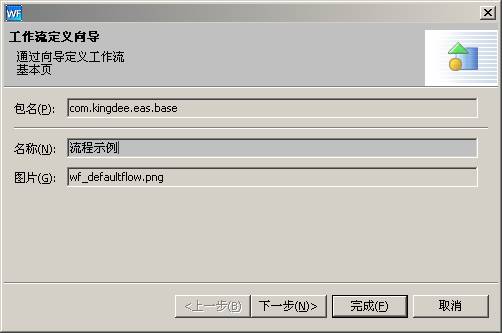 WF
工作流定义向导
通过向导定义工作流
基本页
包名(P): com.kingdee.eas.base
名称(N): 流程示例
图片(G): wf_defaultflow.png
<上一步(B) 下一步(N)> 完成(F) 取消